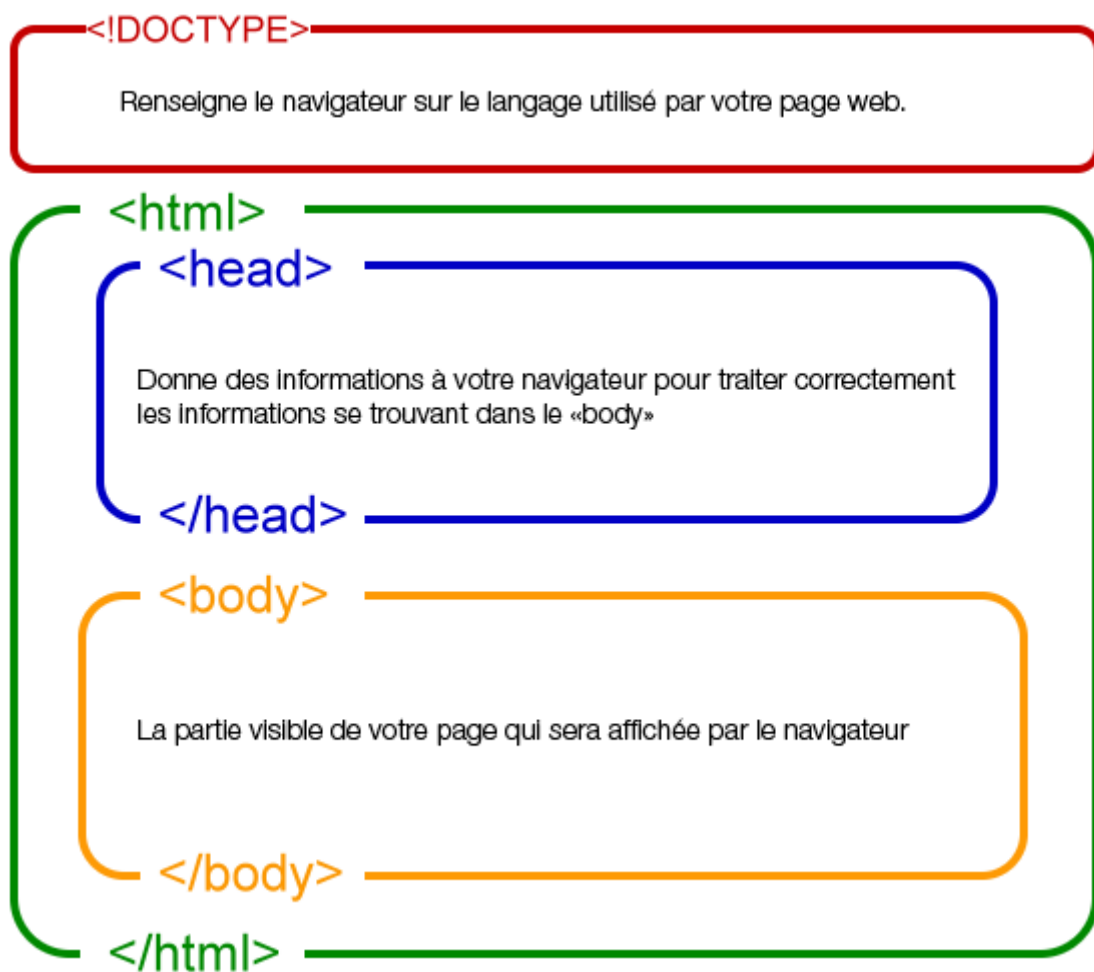 <!DOCTYPE>
Renseigne le navigateur sur le langage utilisé par votre page web.
<html>
<head>
Donne des informations à votre navigateur pour traiter correctement
les informations se trouvant dans le «body»
</head>
<body>
La partie visible de votre page qui sera affichée par le navigateur
</body>
</html>